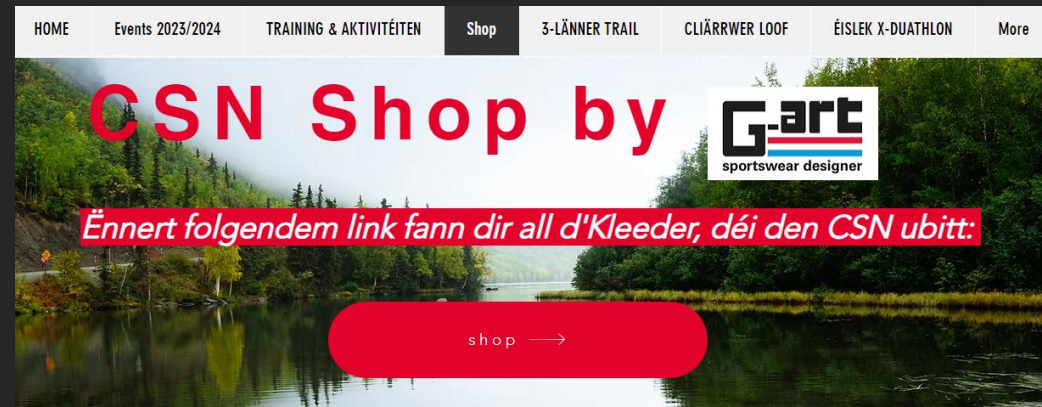 HOME Events 2023/2024 TRAINING & AKTIVITÉITEN Shop 3-LÄNNER TRAIL CLIÄRRWER LOOF ÉISLEK X-DUATHLON More
CSN Shop by
G-art
sportswear designer
Ënnert folgendem link fann dir all d'Kleeder, déi den CSN ubitt:
shop